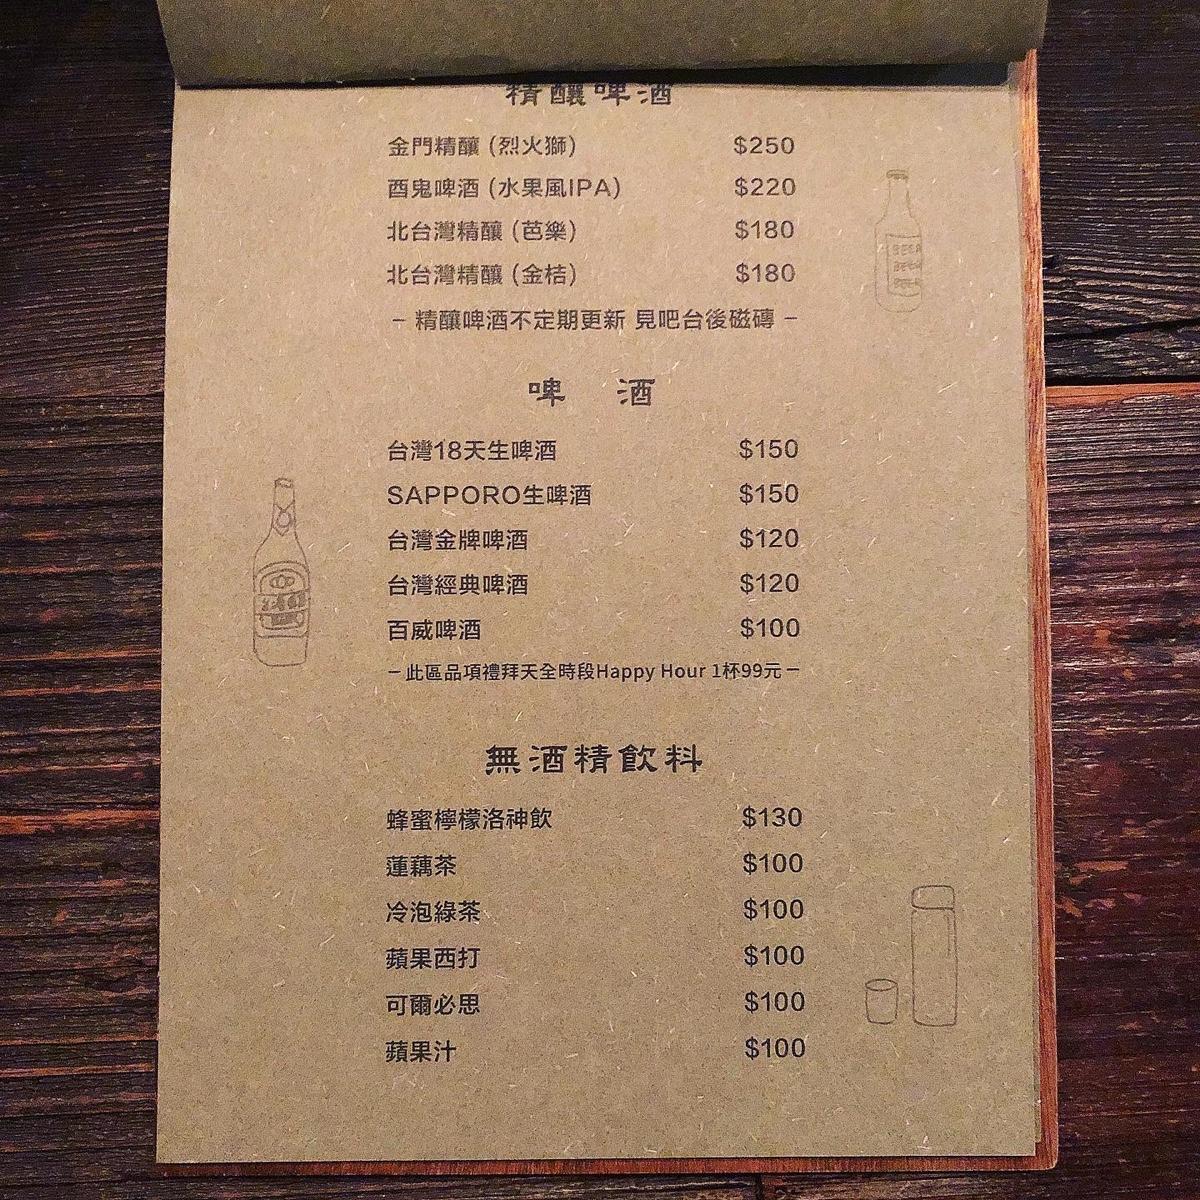 精釀啤酒
金門精釀 (烈火獅) $250
酉鬼啤酒 (水果風IPA) $220
北台灣精釀 (芭樂) $180
北台灣精釀 (金桔) $180
– 精釀啤酒不定期更新 見吧台後磁磚 –
BEER
BEER
BEER
啤 酒
台灣18天生啤酒 $150
SAPPORO生啤酒 $150
台灣金牌啤酒 $120
台灣經典啤酒 $120
百威啤酒 $100
– 此區品項禮拜天全時段Happy Hour 1杯99元 –
無酒精飲料
蜂蜜檸檬洛神飲 $130
蓮藕茶 $100
冷泡綠茶 $100
蘋果西打 $100
可爾必思 $100
蘋果汁 $100